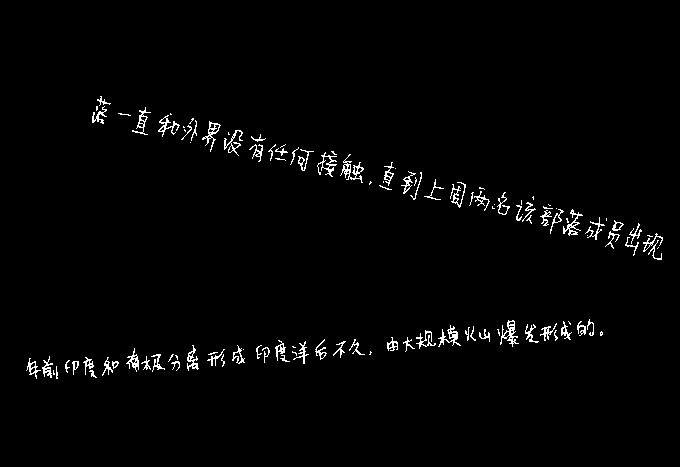 落一直和外界没有任何接触,直到上周两名该部落成员出现
年前印度和南极分离形成印度洋后不久,由大规模火山爆发形成的。